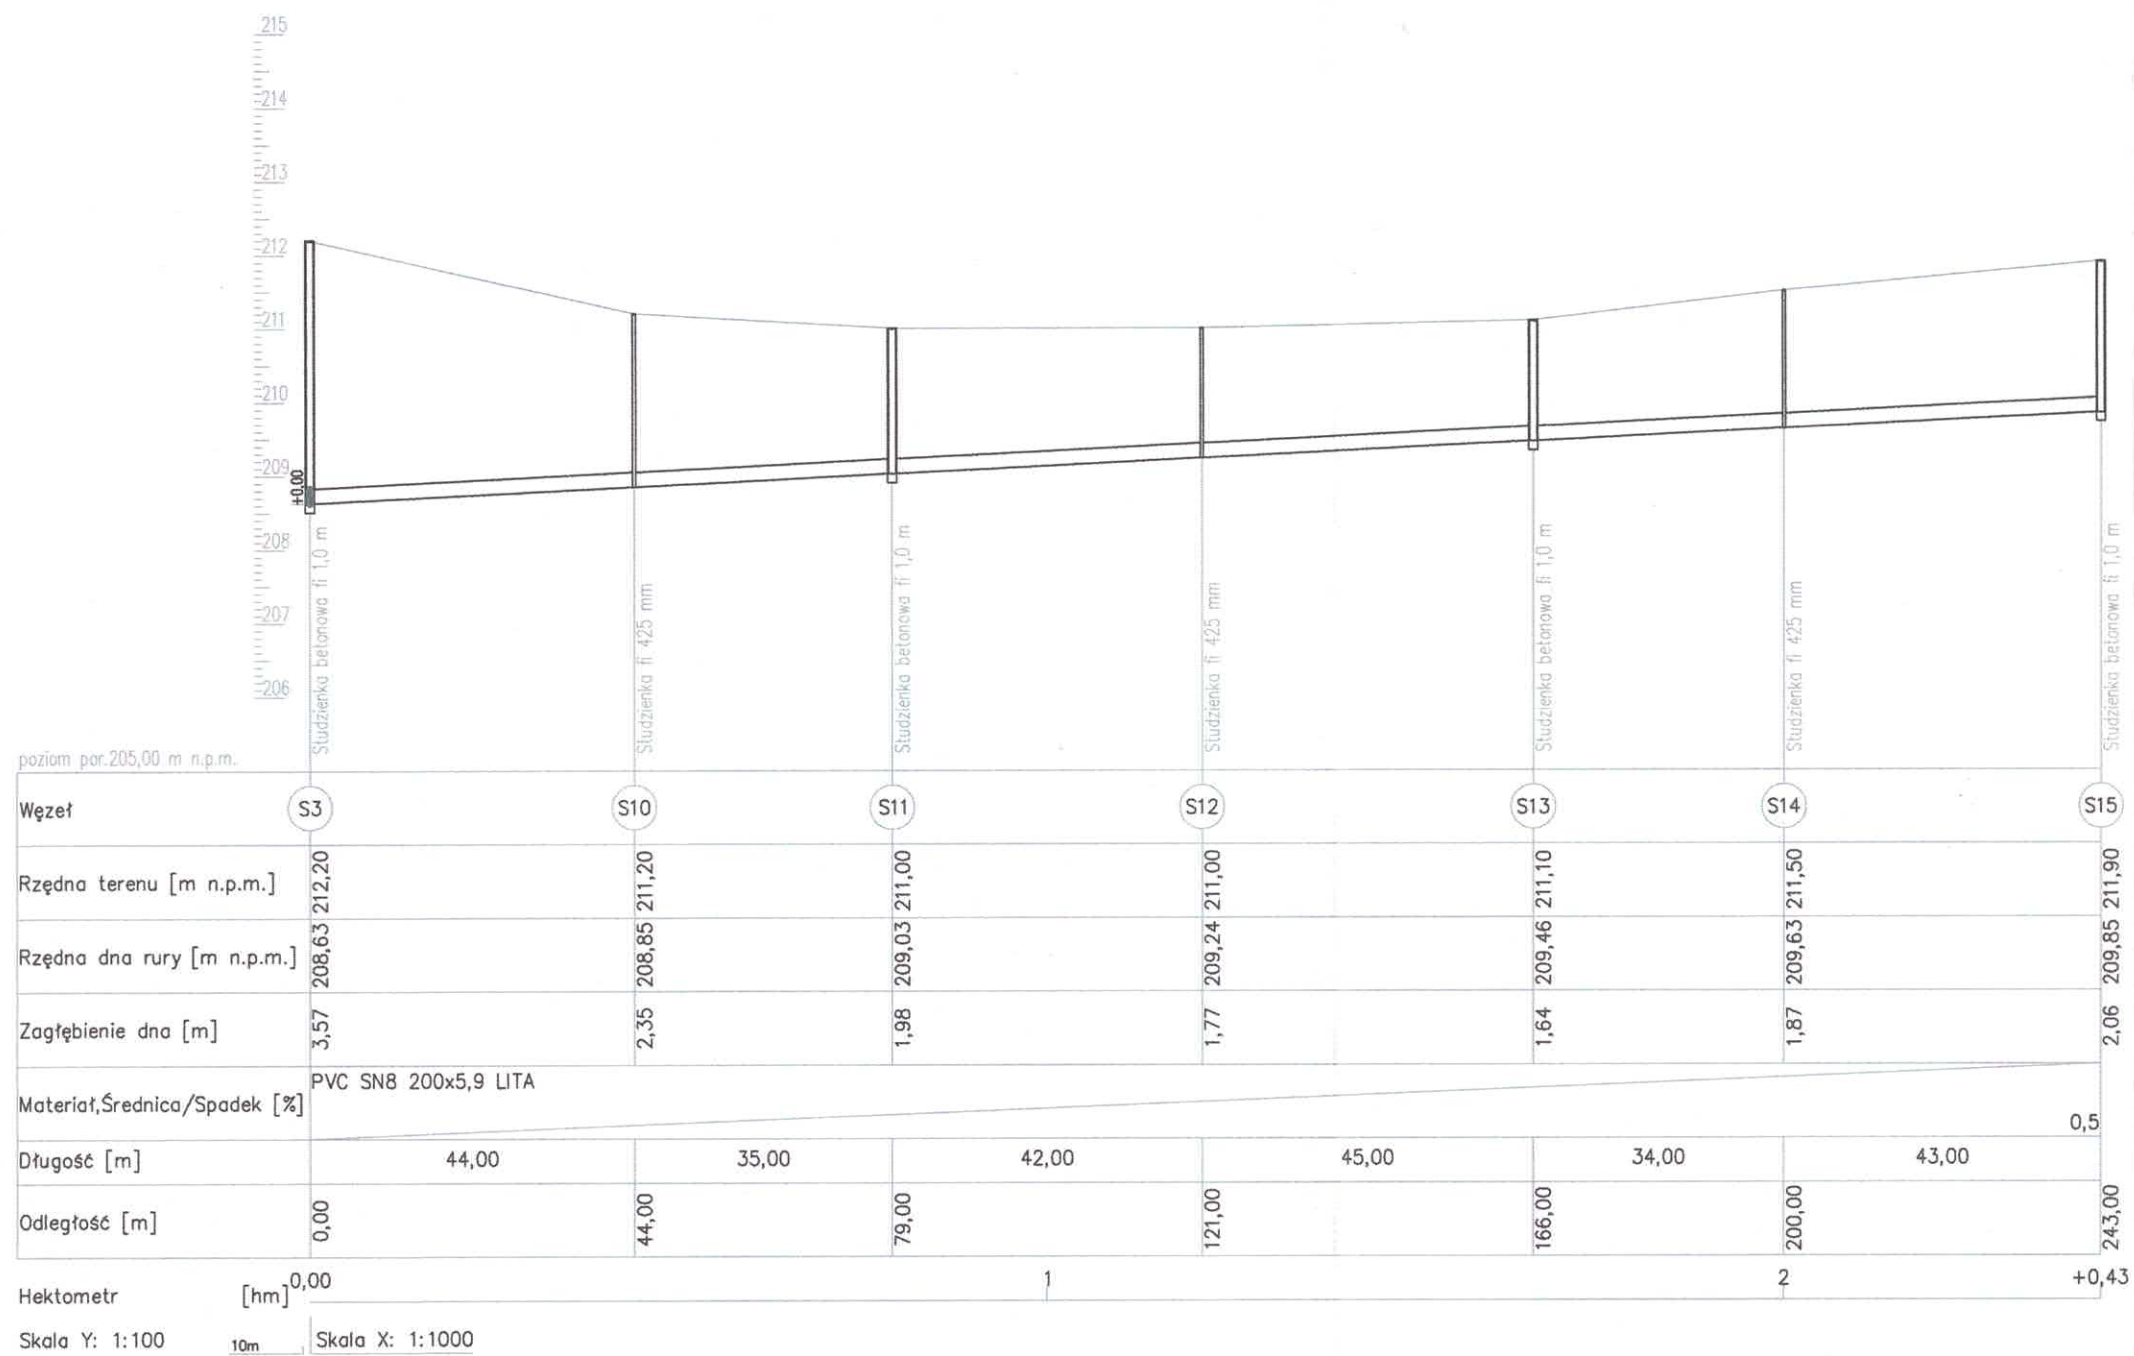 215
214
213
212
211
210
209
±0,00
208
207
206
Studzienka betonowa fi 1,0 m
Studzienka fi 425 mm
Studzienka betonowa fi 1,0 m
Studzienka fi 425 mm
Studzienka betonowa fi 1,0 m
Studzienka fi 425 mm
Studzienka betonowa fi 1,0 m
poziom por.205,00 m n.p.m.
Węzeł S3 S10 S11 S12 S13 S14 S15
Rzędna terenu [m n.p.m.] 212,20 211,20 211,00 211,00 211,10 211,50 211,90
Rzędna dna rury [m n.p.m.] 208,63 208,85 209,03 209,24 209,46 209,63 209,85
Zagłębienie dna [m] 3,57 2,35 1,98 1,77 1,64 1,87 2,06
PVC SN8 200x5,9 LITA
Materiał,Średnica/Spadek [%]
0,5
Długość [m] 44,00 35,00 42,00 45,00 34,00 43,00
Odległość [m] 0,00 44,00 79,00 121,00 166,00 200,00 243,00
Hektometr [hm] 0,00 1 2 +0,43
Skala Y: 1:100 10m Skala X: 1:1000